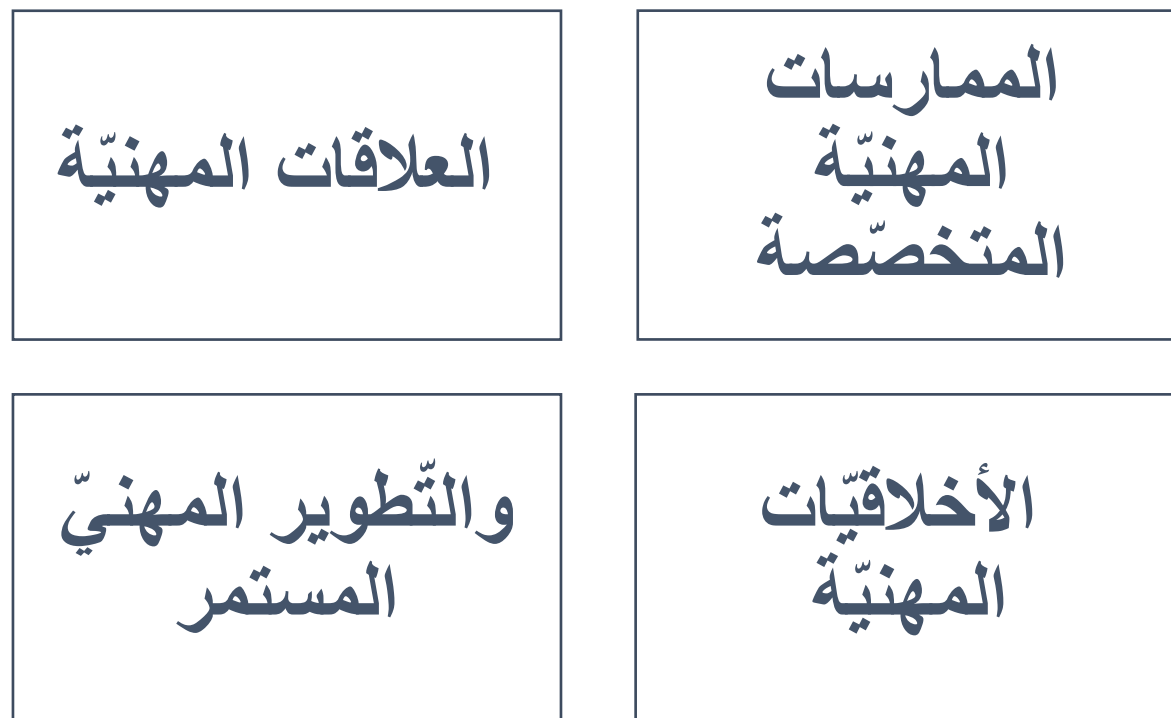 الممارسات
المهنيّة
المتخصّصة
العلاقات المهنيّة
الأخلاقيّات
المهنيّة
والتّطوير المهنيّ
المستمر